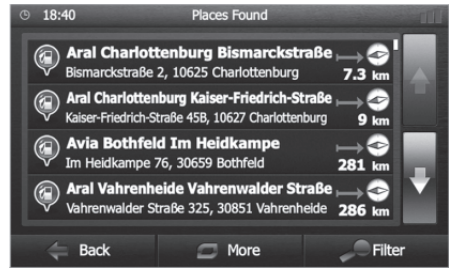 18:40 Places Found
Aral Charlottenburg Bismarckstraße
Bismarckstraße 2, 10625 Charlottenburg 7.3 km
Aral Charlottenburg Kaiser-Friedrich-Straße
Kaiser-Friedrich-Straße 45B, 10627 Charlottenburg 9 km
Avia Bothfeld Im Heidkampe
Im Heidkampe 76, 30659 Bothfeld 281 km
Aral Vahrenheide Vahrenwalder Straße
Vahrenwalder Straße 325, 30851 Vahrenheide 286 km
Back More Filter